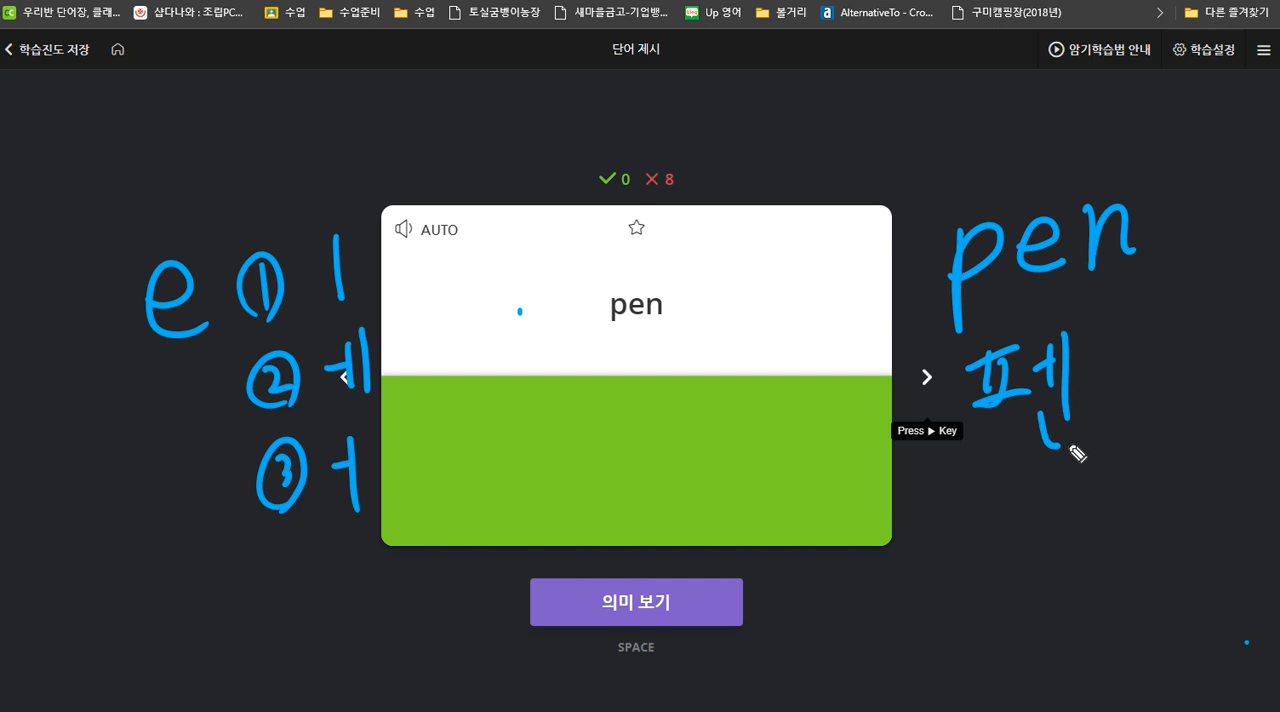 우리반 단어장, 클래... 샵다나와 : 조립PC... 수업 수업준비 수업 토실굼벵이농장 새마을금고-기업뱅... Up 영어 볼거리 AlternativeTo - Cro... 구미캠핑장(2018년) 다른 즐겨찾기
학습진도 저장 단어 제시 암기학습법 안내 학습설정
0 8
AUTO
pen
e ① ㅣ
② ㅔ
③ ㅓ
pen
펜
Press ▶ Key
의미 보기
SPACE